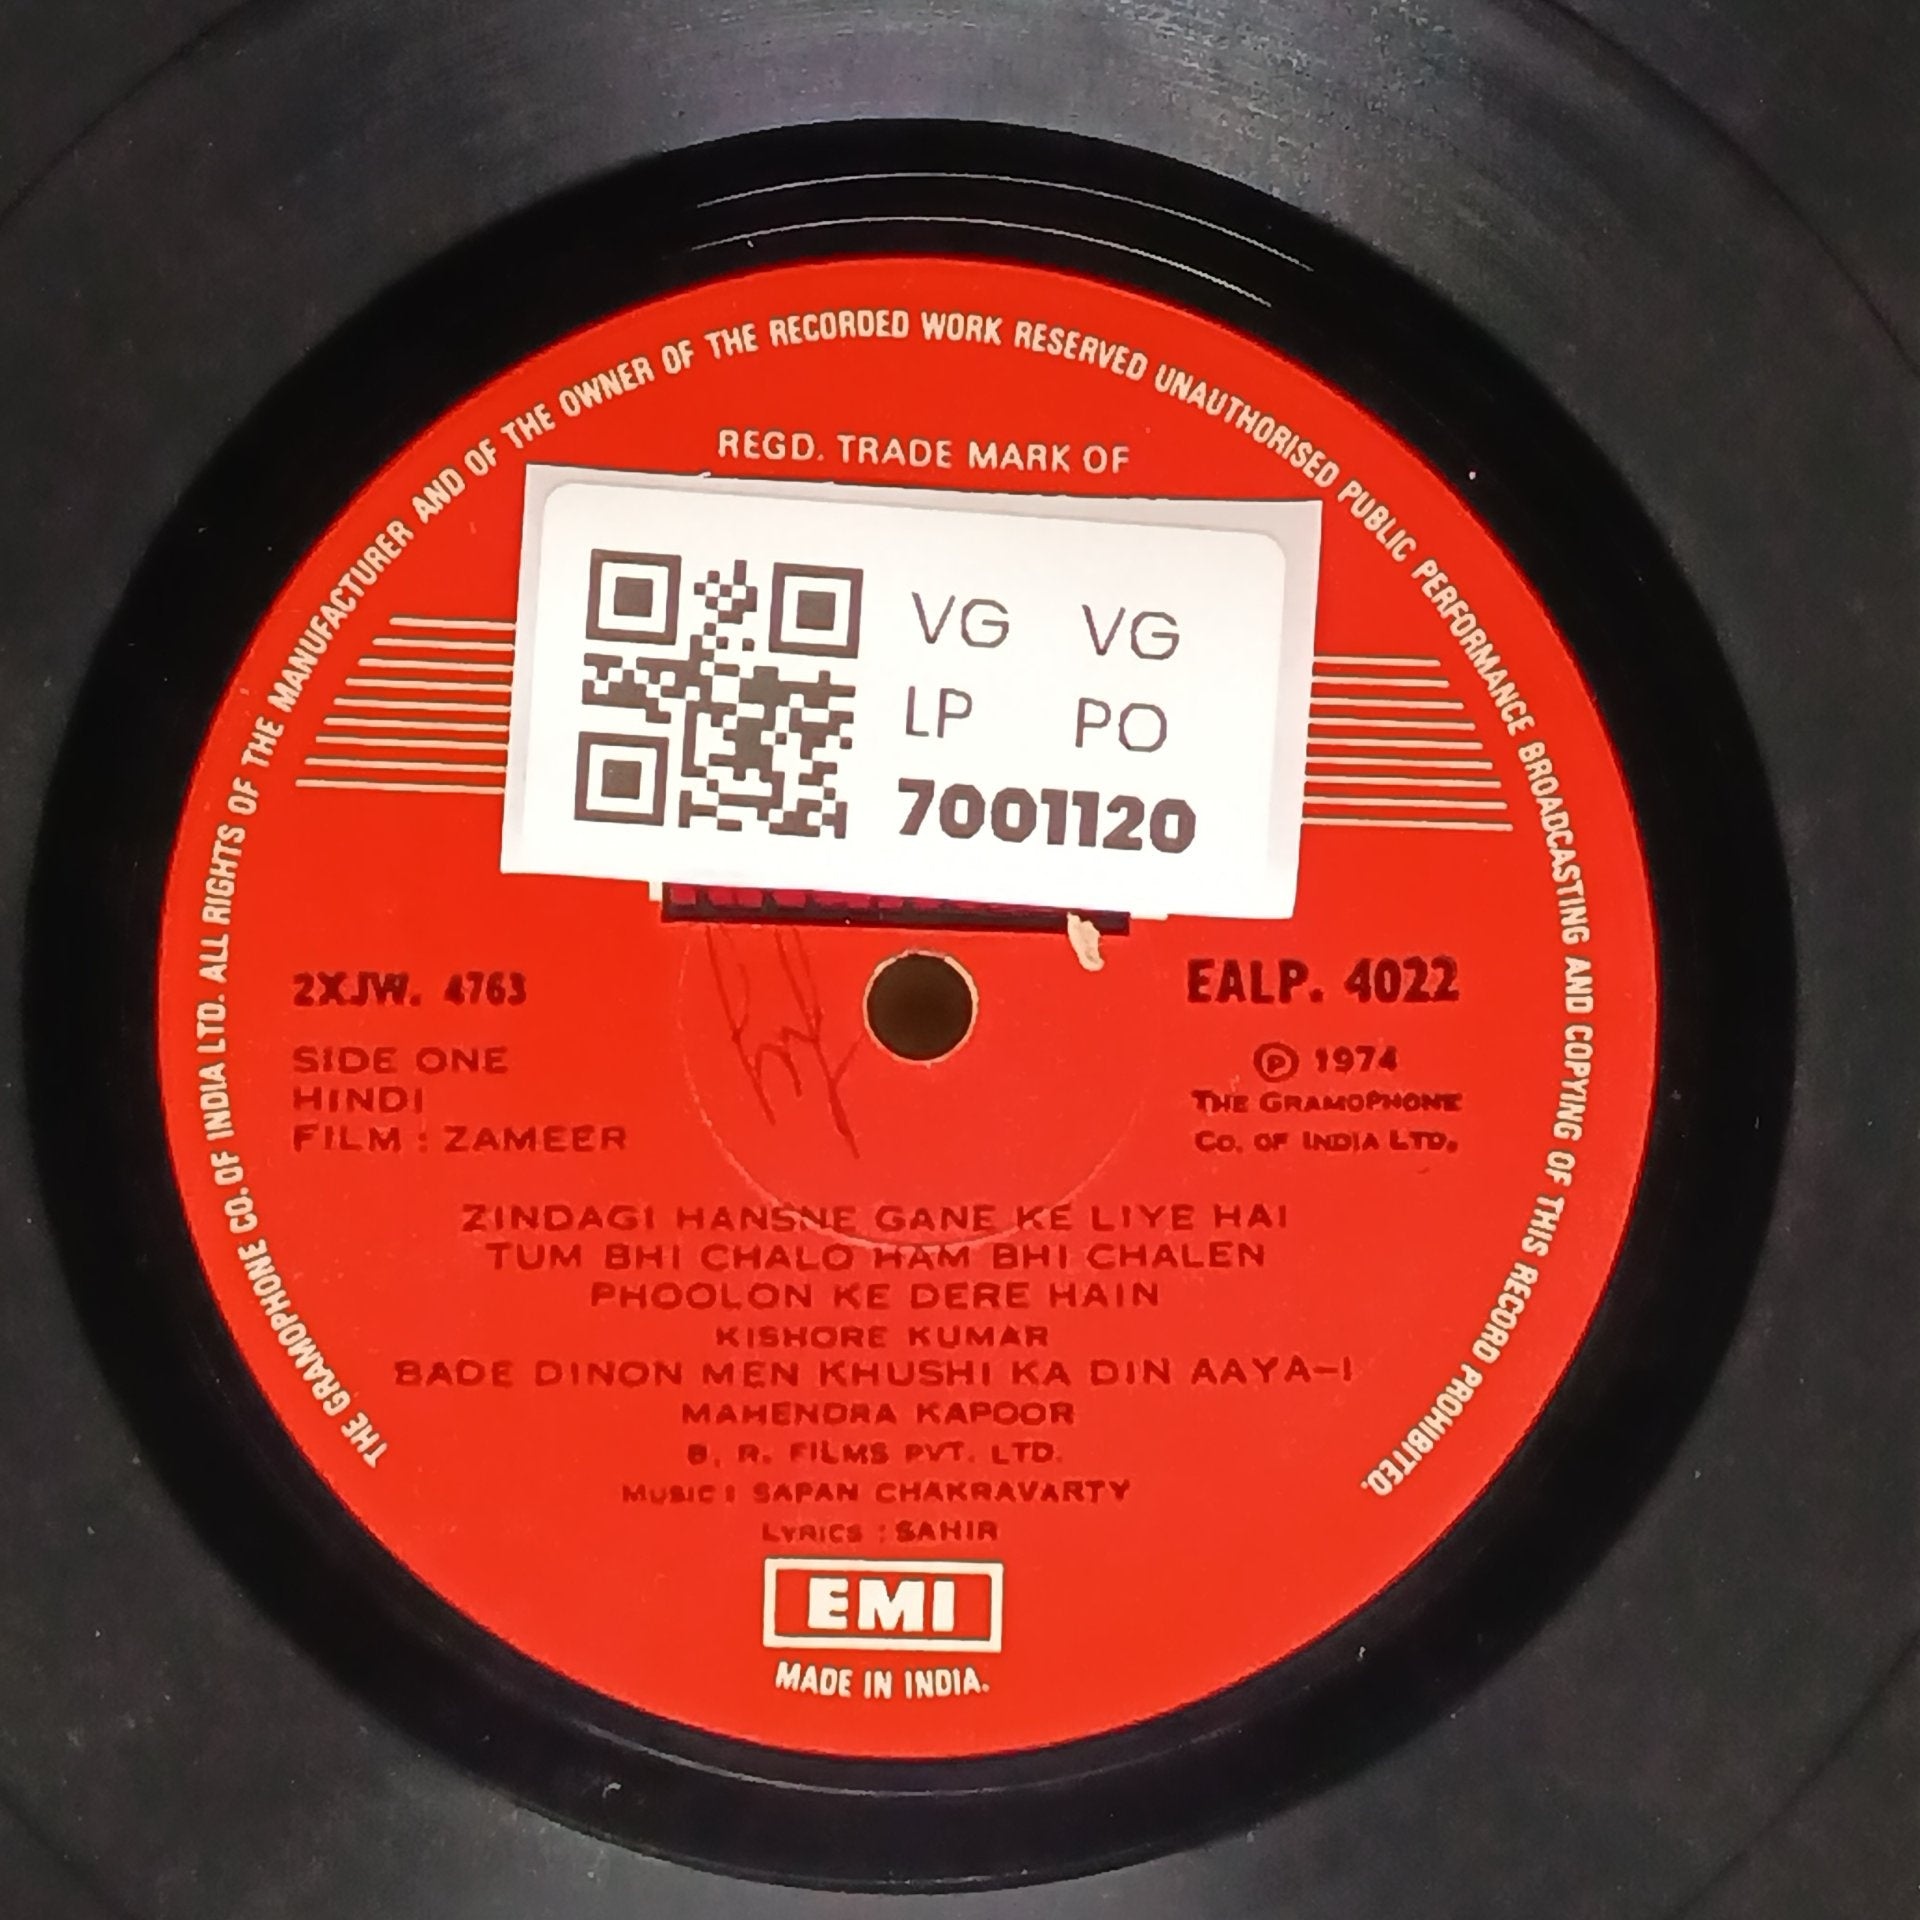 THE GRAMOPHONE CO. OF INDIA LTD. ALL RIGHTS OF THE MANUFACTURER AND OF THE OWNER OF THE RECORDED WORK RESERVED UNAUTHORISED PUBLIC PERFORMANCE BROADCASTING AND COPYING OF THIS RECORD PROHIBITED.
REGD. TRADE MARK OF
VG VG
LP PO
7001120
2XJW. 4763
SIDE ONE
HINDI
FILM : ZAMEER
EALP. 4022
Ⓟ 1974
THE GRAMOPHONE
CO. OF INDIA LTD.
ZINDAGI HANSNE GANE KE LIYE HAI
TUM BHI CHALO HAM BHI CHALEN
PHOOLON KE DERE HAIN
KISHORE KUMAR
BADE DINON MEN KHUSHI KA DIN AAYA-I
MAHENDRA KAPOOR
B. R. FILMS PVT. LTD.
MUSIC : SAPAN CHAKRAVARTY
LYRICS : SAHIR
EMI
MADE IN INDIA.